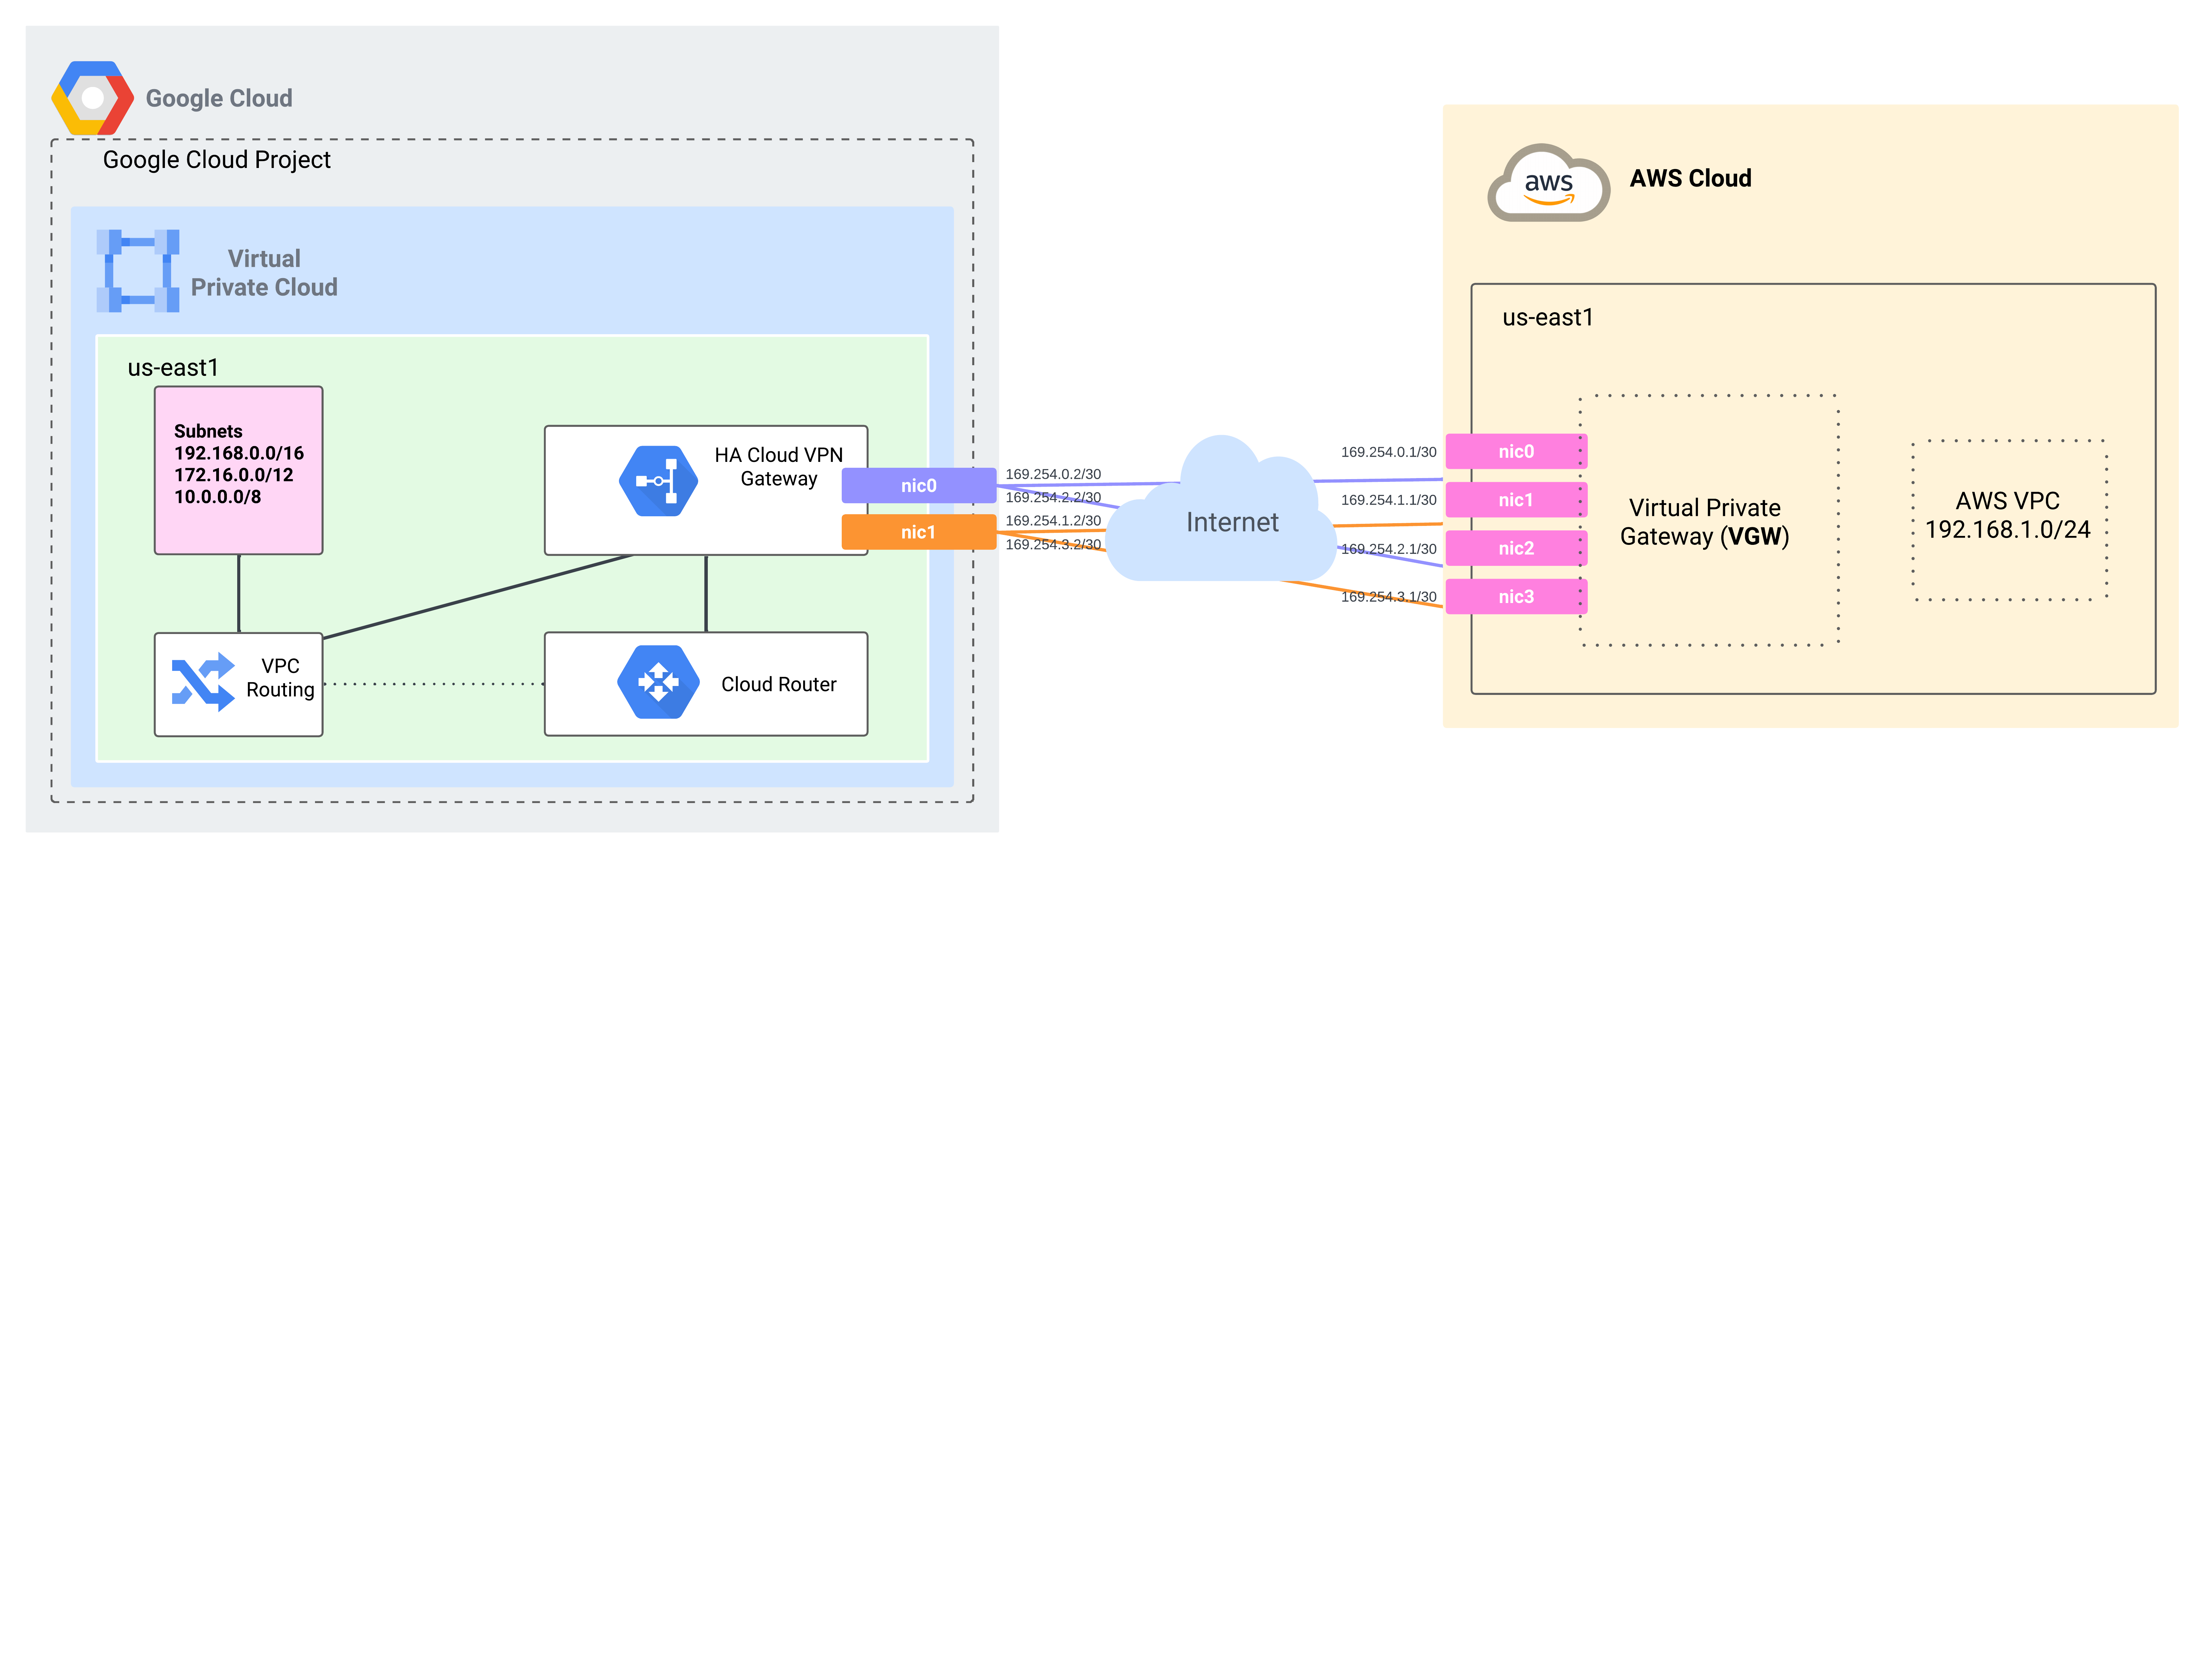 Google Cloud
Google Cloud Project
Virtual
Private Cloud
us-east1
Subnets
192.168.0.0/16
172.16.0.0/12
10.0.0.0/8
HA Cloud VPN
Gateway
nic0
nic1
VPC
Routing
Cloud Router
169.254.0.2/30
169.254.2.2/30
169.254.1.2/30
169.254.3.2/30
Internet
169.254.0.1/30
169.254.1.1/30
169.254.2.1/30
169.254.3.1/30
aws
AWS Cloud
us-east1
nic0
nic1
nic2
nic3
Virtual Private
Gateway (VGW)
AWS VPC
192.168.1.0/24